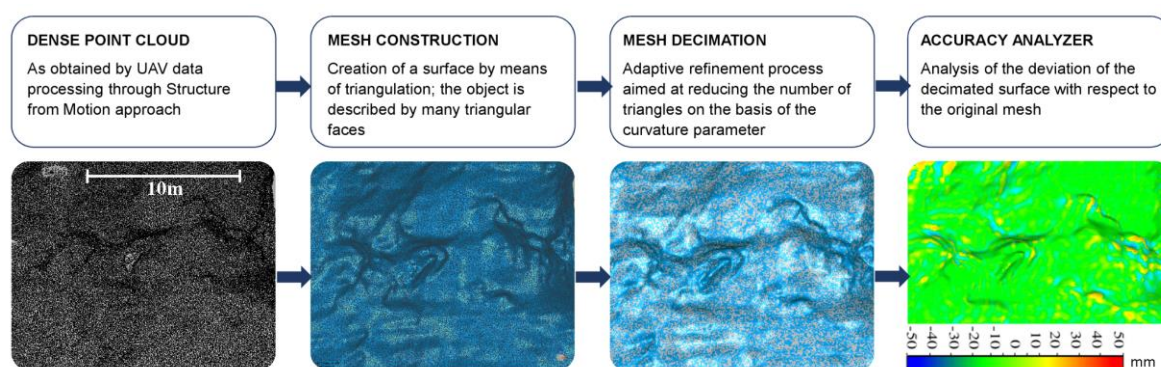 DENSE POINT CLOUD
As obtained by UAV data
processing through Structure
from Motion approach
MESH CONSTRUCTION
Creation of a surface by means
of triangulation; the object is
described by many triangular
faces
MESH DECIMATION
Adaptive refinement process
aimed at reducing the number of
triangles on the basis of the
curvature parameter
ACCURACY ANALYZER
Analysis of the deviation of the
decimated surface with respect to
the original mesh
10m
-50
-40
-30
-20
-10
0
10
20
30
40
50
mm